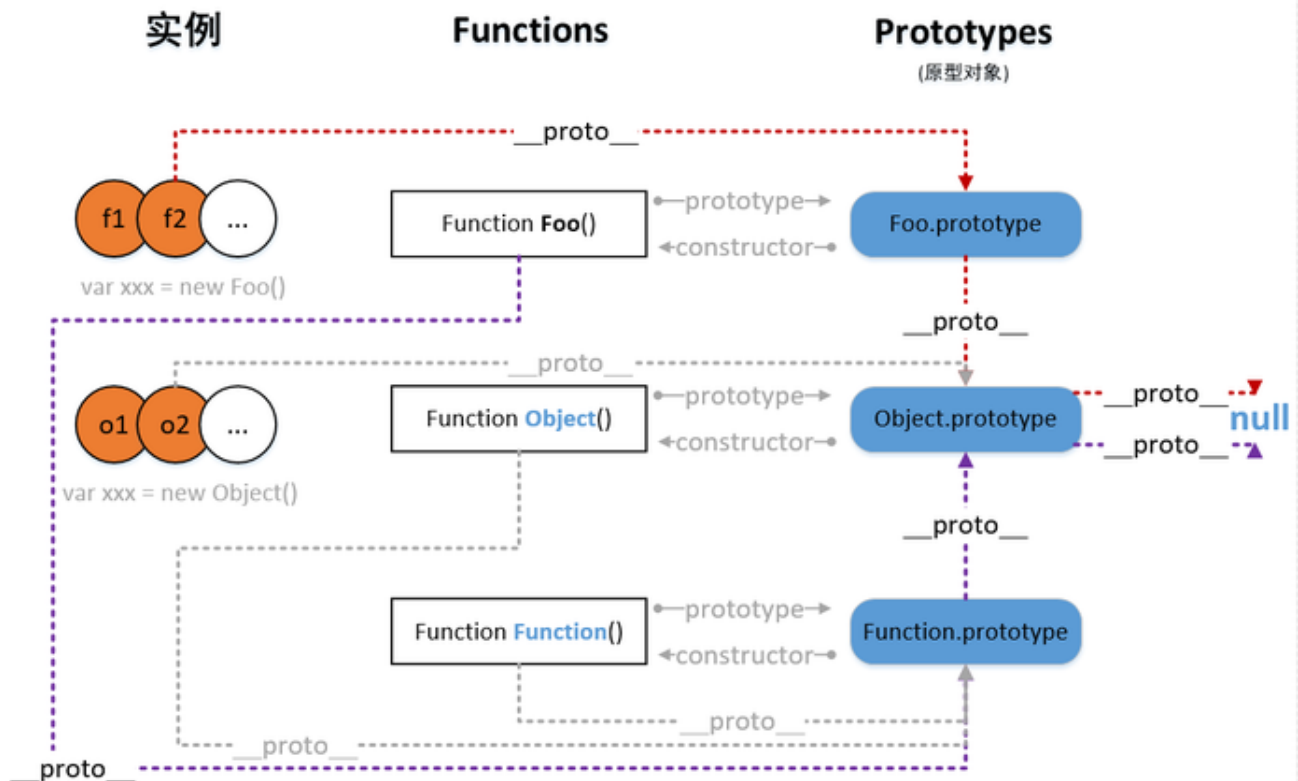 实例 Functions Prototypes
(原型对象)
__proto__
f1 f2 ... Function Foo() prototype Foo.prototype
constructor
var xxx = new Foo()
__proto__
__proto__
o1 o2 ... Function Object() prototype Object.prototype __proto__ null
constructor __proto__
var xxx = new Object()
__proto__
Function Function() prototype Function.prototype
constructor
__proto__
__proto__
__proto__